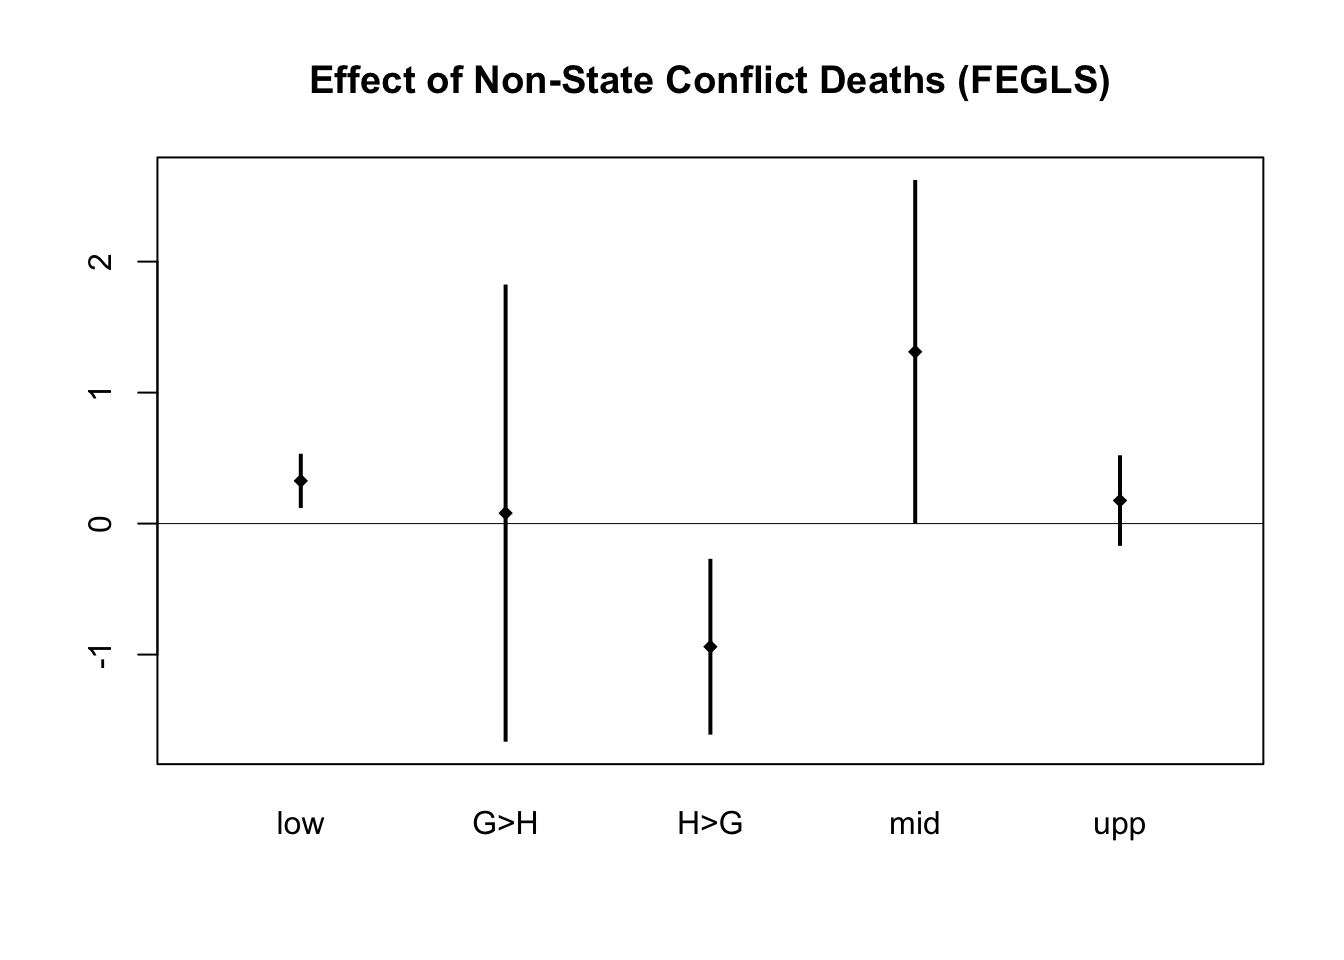 Effect of Non-State Conflict Deaths (FEGLS)
2
1
0
-1
low G>H H>G mid upp